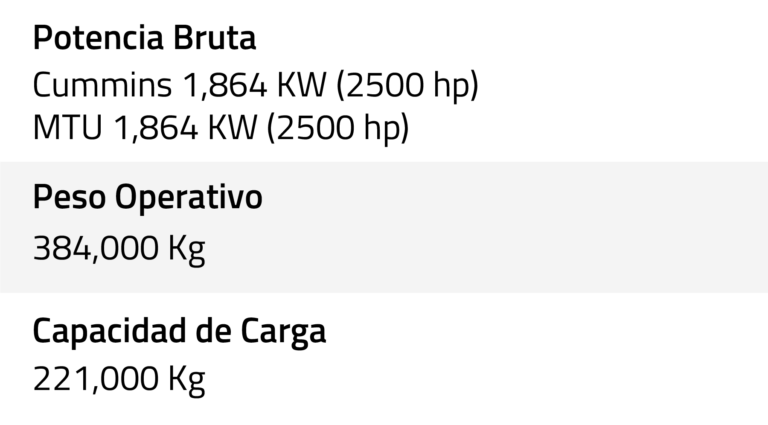 Potencia Bruta
Cummins 1,864 KW (2500 hp)
MTU 1,864 KW (2500 hp)
Peso Operativo
384,000 Kg
Capacidad de Carga
221,000 Kg